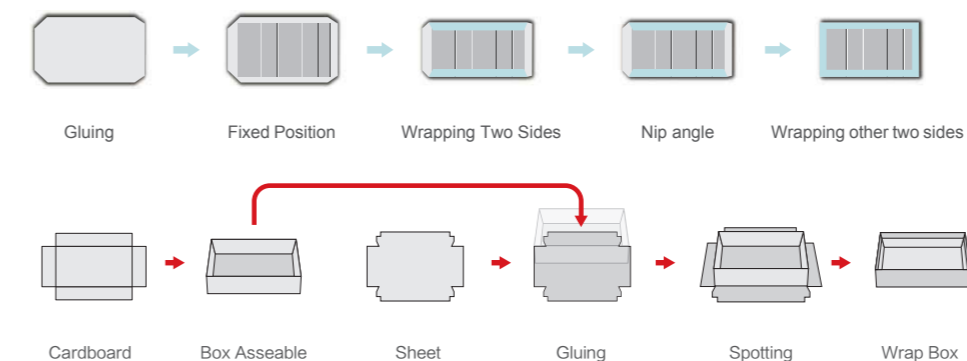 Gluing
Fixed Position
Wrapping Two Sides
Nip angle
Wrapping other two sides
Cardboard
Box Asseable
Sheet
Gluing
Spotting
Wrap Box